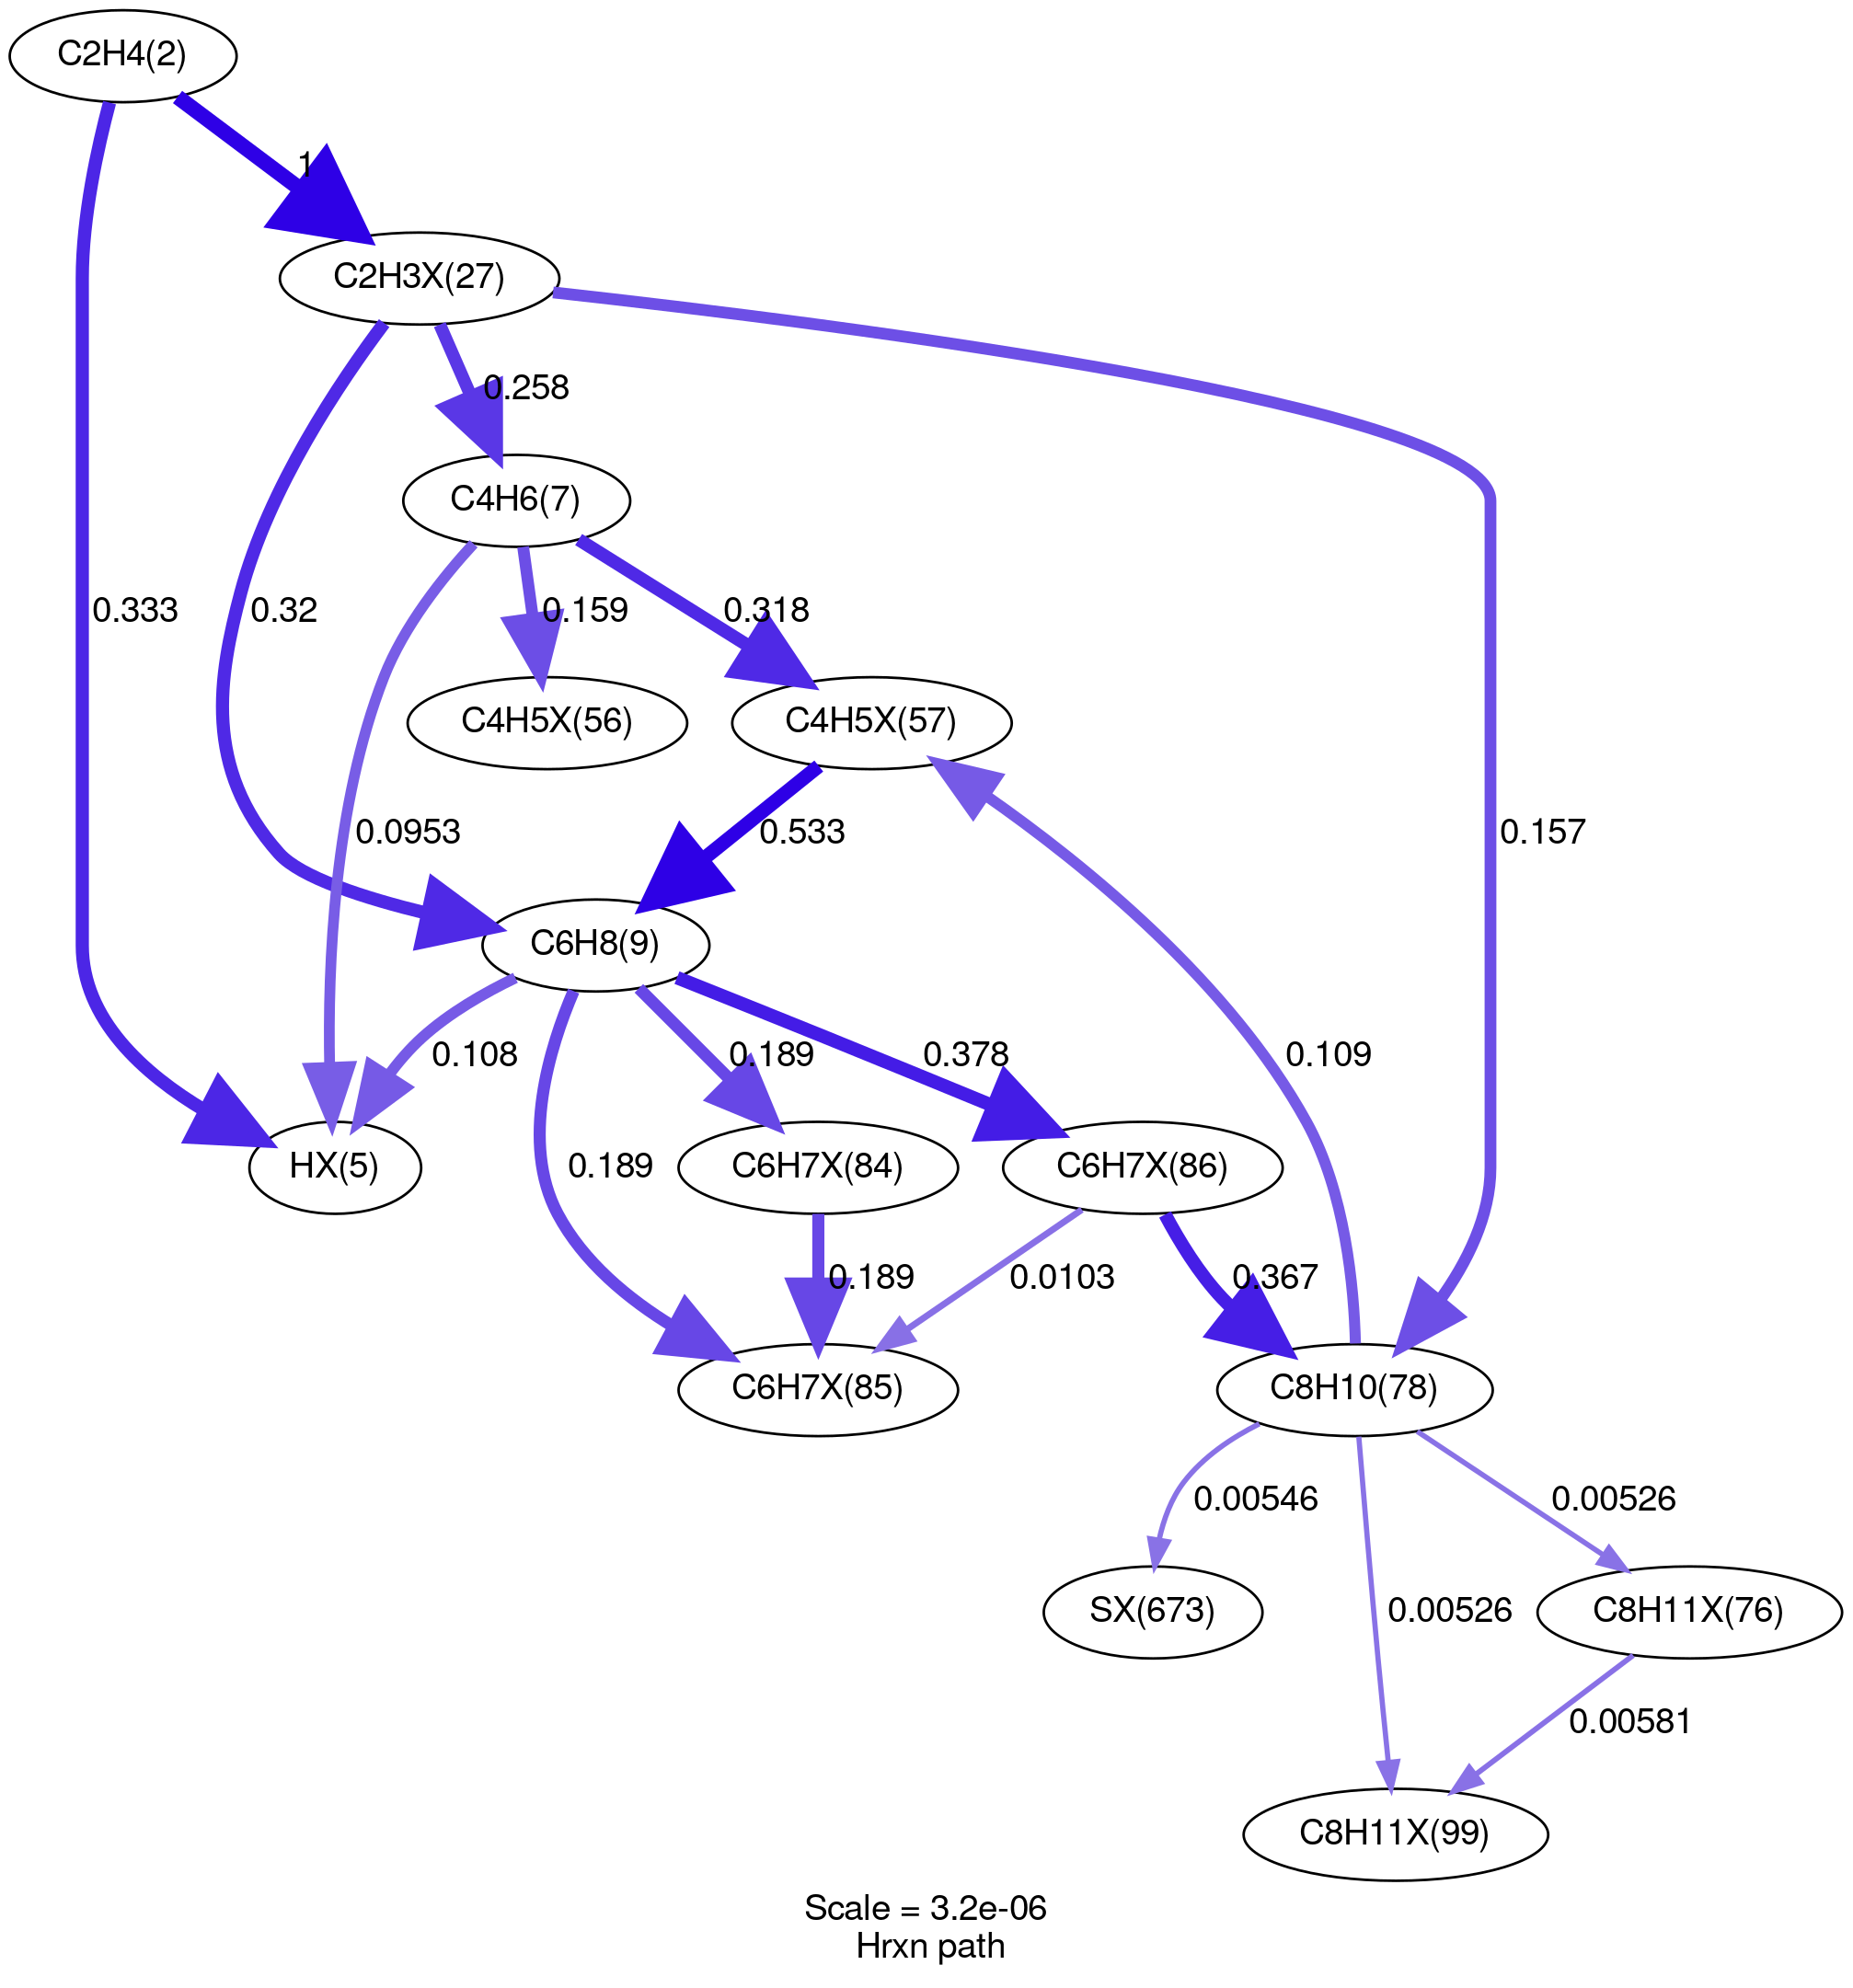 C2H4(2)
1
C2H3X(27)
0.258
C4H6(7)
0.333
0.32
0.159
0.318
C4H5X(56)
C4H5X(57)
0.0953
0.533
0.157
C6H8(9)
0.108
0.189
0.378
0.109
HX(5)
0.189
C6H7X(84)
C6H7X(86)
0.189
0.0103
0.367
C6H7X(85)
C8H10(78)
0.00546
0.00526
SX(673)
0.00526
C8H11X(76)
0.00581
C8H11X(99)
Scale = 3.2e-06
Hrxn path